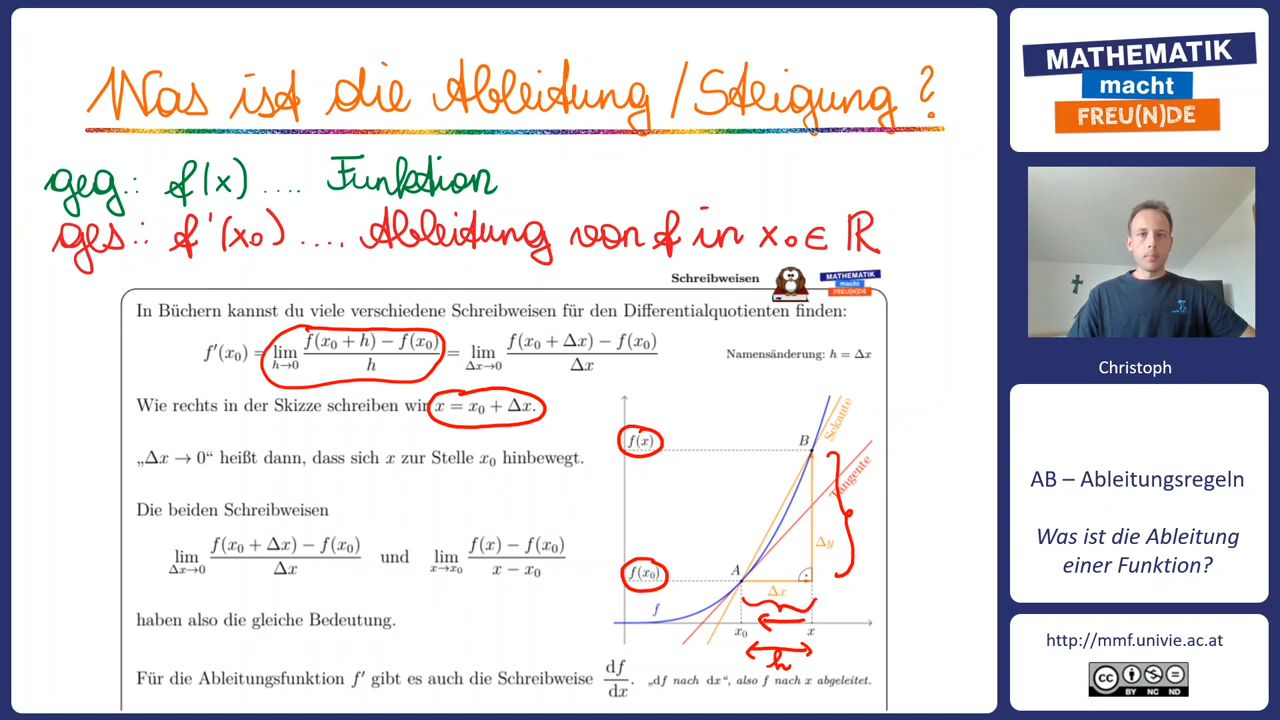 Was ist die Ableitung / Steigung ?
geg.: f(x) .... Funktion
ges.: f'(x₀) .... Ableitung von f in x₀ ∈ ℝ
Schreibweisen
MATHEMATIK
macht
FREU(N)DE
In Büchern kannst du viele verschiedene Schreibweisen für den Differentialquotienten finden:
f'(x₀) = lim h→0 (f(x₀ + h) − f(x₀))/h = lim Δx→0 (f(x₀ + Δx) − f(x₀))/Δx Namensänderung: h = Δx
Wie rechts in der Skizze schreiben wir x = x₀ + Δx.
„Δx → 0“ heißt dann, dass sich x zur Stelle x₀ hinbewegt.
Die beiden Schreibweisen
lim Δx→0 (f(x₀ + Δx) − f(x₀))/Δx und lim x→x₀ (f(x) − f(x₀))/(x − x₀)
haben also die gleiche Bedeutung.
Für die Ableitungsfunktion f' gibt es auch die Schreibweise df/dx. „df nach dx“, also f nach x abgeleitet.
f(x)
B
Sekante
Tangente
Δy
f(x₀)
A
Δx
f
x₀
x
h
MATHEMATIK
macht
FREU(N)DE
π
Christoph
AB – Ableitungsregeln
Was ist die Ableitung
einer Funktion?
http://mmf.univie.ac.at
cc
BY NC ND